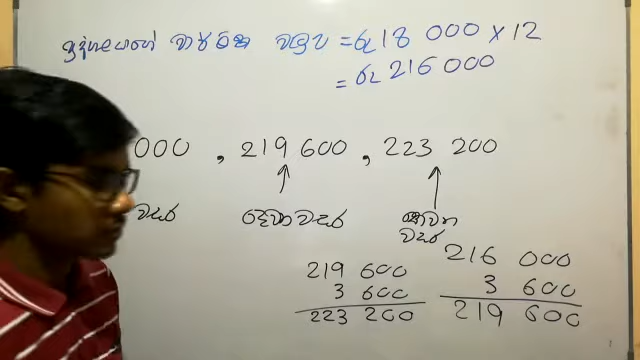 වාර්ෂික = රු 18 000 x 12
= රු 216 000
000 , 219 600 , 223 200
වසර දෙවන වසර තෙවන
වසර
219 600
3 600
223 200
216 000
3 600
219 600